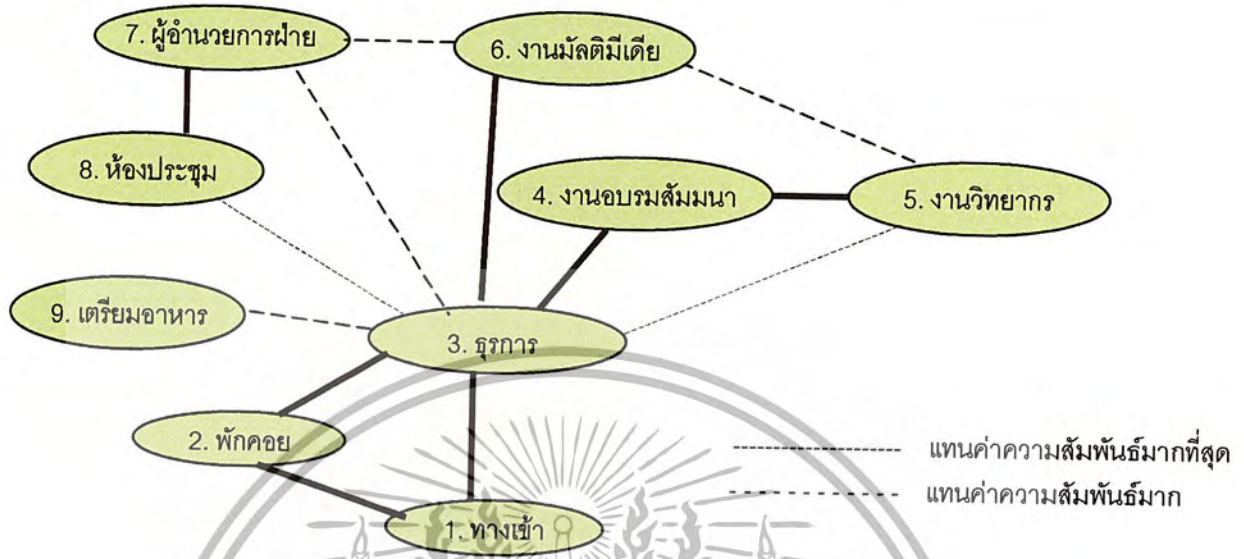 7. ผู้อำนวยการฝ่าย
6. งานมัลติมีเดีย
8. ห้องประชุม
4. งานอบรมสัมมนา
5. งานวิทยากร
9. เตรียมอาหาร
3. ธุรการ
2. พักคอย
1. ทางเข้า
แทนค่าความสัมพันธ์มากที่สุด
แทนค่าความสัมพันธ์มาก